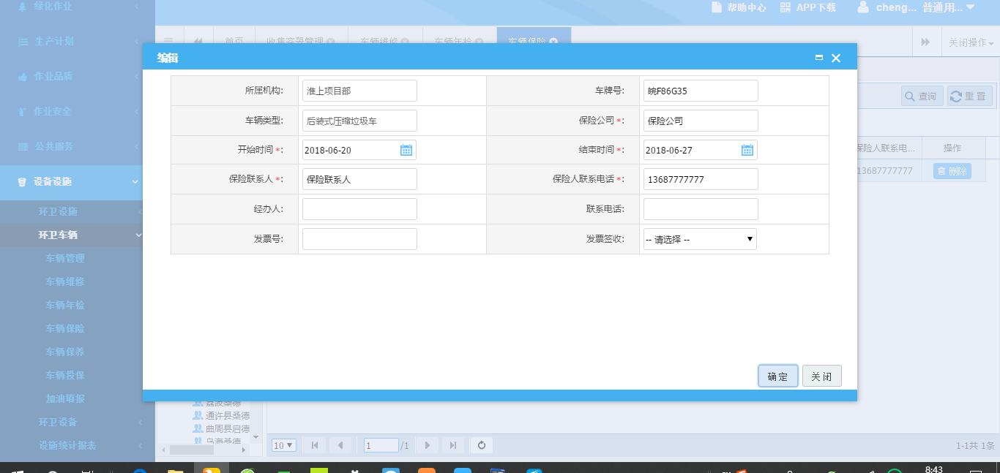 绿化作业
帮助中心 APP下载 cheng... 普通用...
生产计划
首页 收集容器管理 车辆维修 车辆年检 车辆保险 关闭操作
编辑
作业品质
所属机构: 淮上项目部 车牌号: 皖F86G35
查询 重置
作业安全
车辆类型: 后装式压缩垃圾车 保险公司*: 保险公司
公共服务
开始时间*: 2018-06-20 结束时间*: 2018-06-27
保险人联系电... 操作
设备设施
保险联系人*: 保险联系人 保险人联系电话*: 13687777777
13687777777 删除
环卫设施
经办人: 联系电话:
环卫车辆
发票号: 发票签收: -- 请选择 --
车辆管理
车辆维修
车辆年检
车辆保险
车辆保养
车辆投保
确定 关闭
加油填报
荔波桑德
通许县桑德
环卫设备
曲周县启德
乌海桑德
设施统计报表
10 1 /1 1-1共 1条
8:43